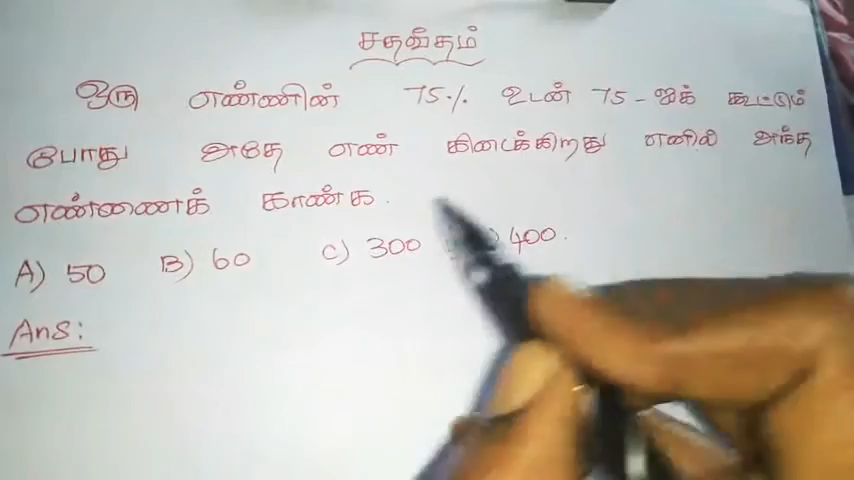 சதவீதம்
ஒரு எண்ணின் 75% உடன் 75-ஐக் கூட்டும்
போது அதே எண் கிடைக்கிறது எனில் அந்த
எண்ணைக் காண்க.
A) 50 B) 60 C) 300 400.
Ans: